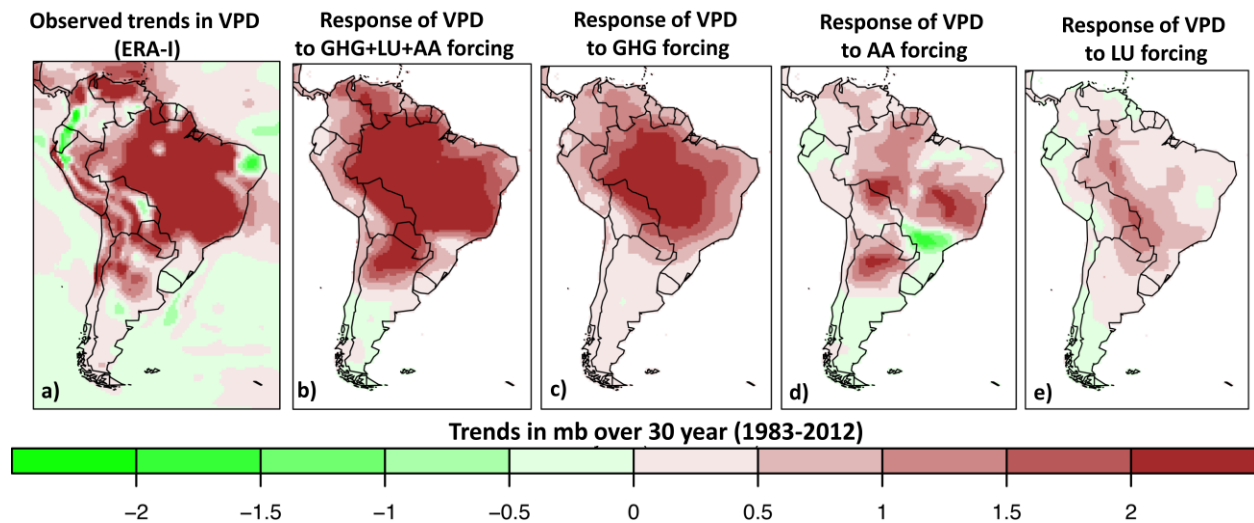 Observed trends in VPD
(ERA-I)
Response of VPD
to GHG+LU+AA forcing
Response of VPD
to GHG forcing
Response of VPD
to AA forcing
Response of VPD
to LU forcing
a)
b)
c)
d)
e)
Trends in mb over 30 year (1983-2012)
−2 −1.5 −1 −0.5 0 0.5 1 1.5 2